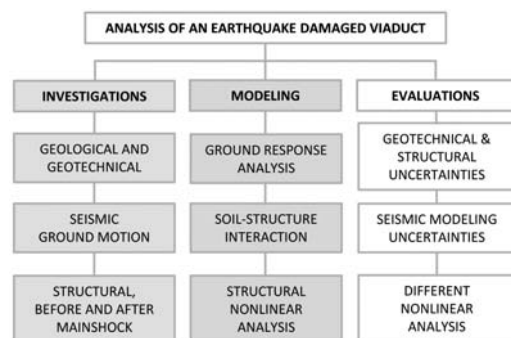 ANALYSIS OF AN EARTHQUAKE DAMAGED VIADUCT
INVESTIGATIONS
MODELING
EVALUATIONS
GEOLOGICAL AND
GEOTECHNICAL
GROUND RESPONSE
ANALYSIS
GEOTECHNICAL &
STRUCTURAL
UNCERTAINTIES
SEISMIC
GROUND MOTION
SOIL-STRUCTURE
INTERACTION
SEISMIC MODELING
UNCERTAINTIES
STRUCTURAL,
BEFORE AND AFTER
MAINSHOCK
STRUCTURAL
NONLINEAR
ANALYSIS
DIFFERENT
NONLINEAR
ANALYSIS